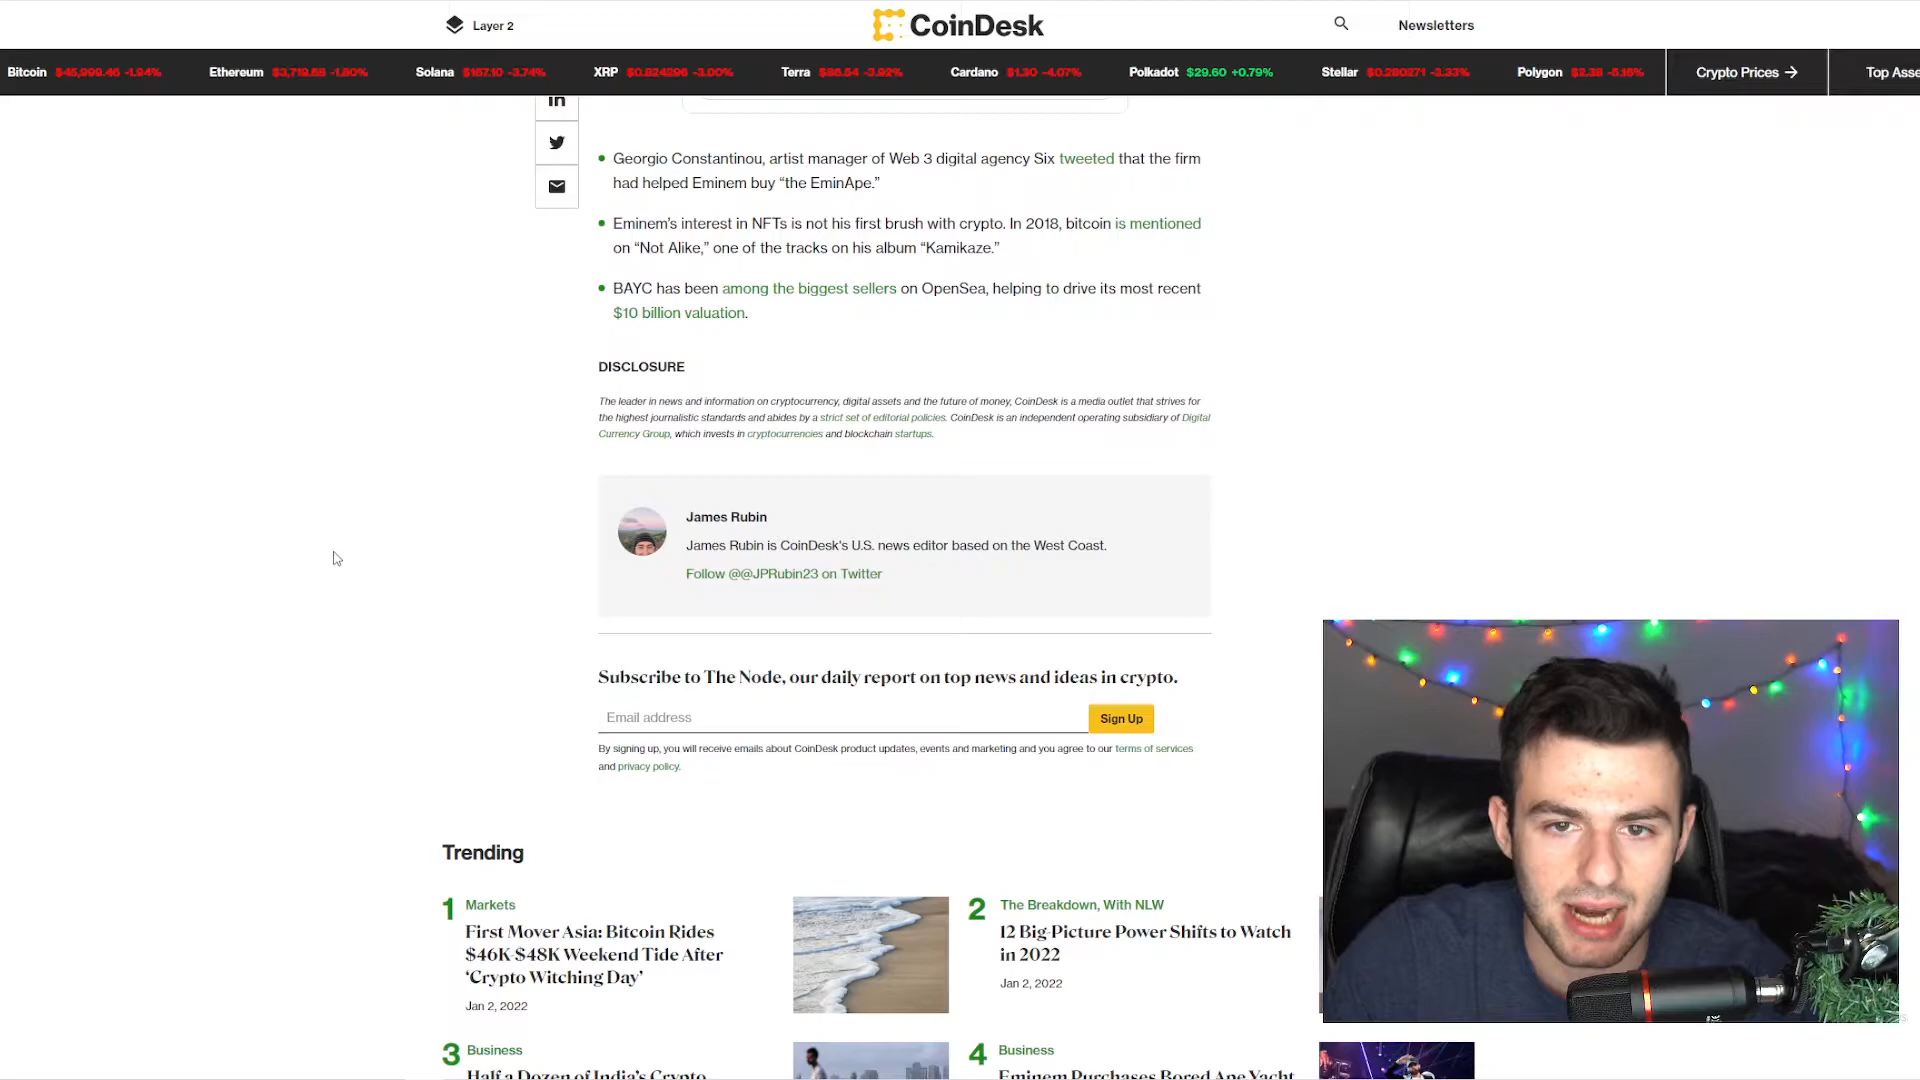 Layer 2
CoinDesk
Newsletters
Bitcoin $45,999.46 -1.94% Ethereum $3,719.68 -1.80% Solana $167.10 -3.74% XRP $0.824296 -3.00% Terra $86.54 -3.92% Cardano $1.30 -4.07% Polkadot $29.60 +0.79% Stellar $0.280271 -3.33% Polygon $2.38 -5.15% Crypto Prices → Top Asse
in
Georgio Constantinou, artist manager of Web 3 digital agency Six tweeted that the firm
had helped Eminem buy “the EminApe.”
Eminem’s interest in NFTs is not his first brush with crypto. In 2018, bitcoin is mentioned
on “Not Alike,” one of the tracks on his album “Kamikaze.”
BAYC has been among the biggest sellers on OpenSea, helping to drive its most recent
$10 billion valuation.
DISCLOSURE
The leader in news and information on cryptocurrency, digital assets and the future of money, CoinDesk is a media outlet that strives for
the highest journalistic standards and abides by a strict set of editorial policies. CoinDesk is an independent operating subsidiary of Digital
Currency Group, which invests in cryptocurrencies and blockchain startups.
James Rubin
James Rubin is CoinDesk's U.S. news editor based on the West Coast.
Follow @@JPRubin23 on Twitter
Subscribe to The Node, our daily report on top news and ideas in crypto.
Email address
Sign Up
By signing up, you will receive emails about CoinDesk product updates, events and marketing and you agree to our terms of services
and privacy policy.
Trending
1 Markets
First Mover Asia: Bitcoin Rides
$46K-$48K Weekend Tide After
‘Crypto Witching Day’
Jan 2, 2022
2 The Breakdown, With NLW
12 Big-Picture Power Shifts to Watch
in 2022
Jan 2, 2022
3 Business
Half a Dozen of India’s Crypto
4 Business
Eminem Purchases Bored Ape Yacht